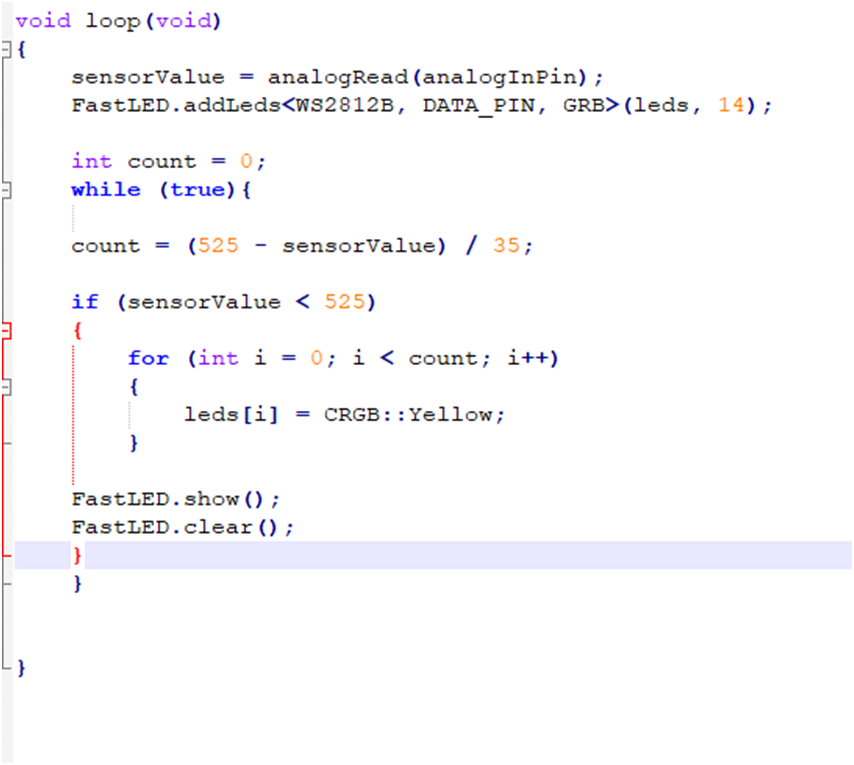 void loop(void)
{
    sensorValue = analogRead(analogInPin);
    FastLED.addLeds<WS2812B, DATA_PIN, GRB>(leds, 14);
    int count = 0;
    while (true){
    count = (525 - sensorValue) / 35;
    if (sensorValue < 525)
    {
        for (int i = 0; i < count; i++)
        {
            leds[i] = CRGB::Yellow;
        }
    FastLED.show();
    FastLED.clear();
    }
    }
}